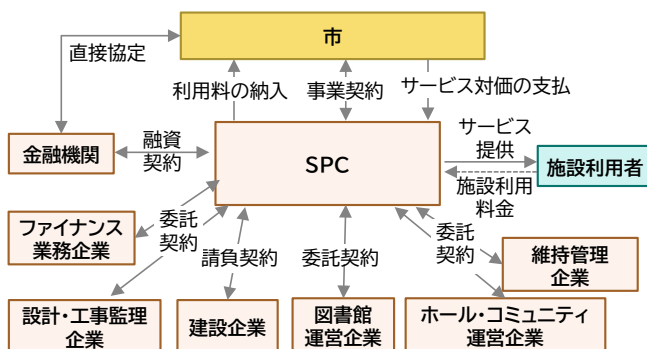 市
直接協定
利用料の納入
事業契約
サービス対価の支払
金融機関
融資
契約
SPC
サービス
提供
施設利用者
施設利用
料金
ファイナンス
業務企業
委託
契約
請負契約
委託契約
委託
契約
維持管理
企業
設計・工事監理
企業
建設企業
図書館
運営企業
ホール・コミュニティ
運営企業